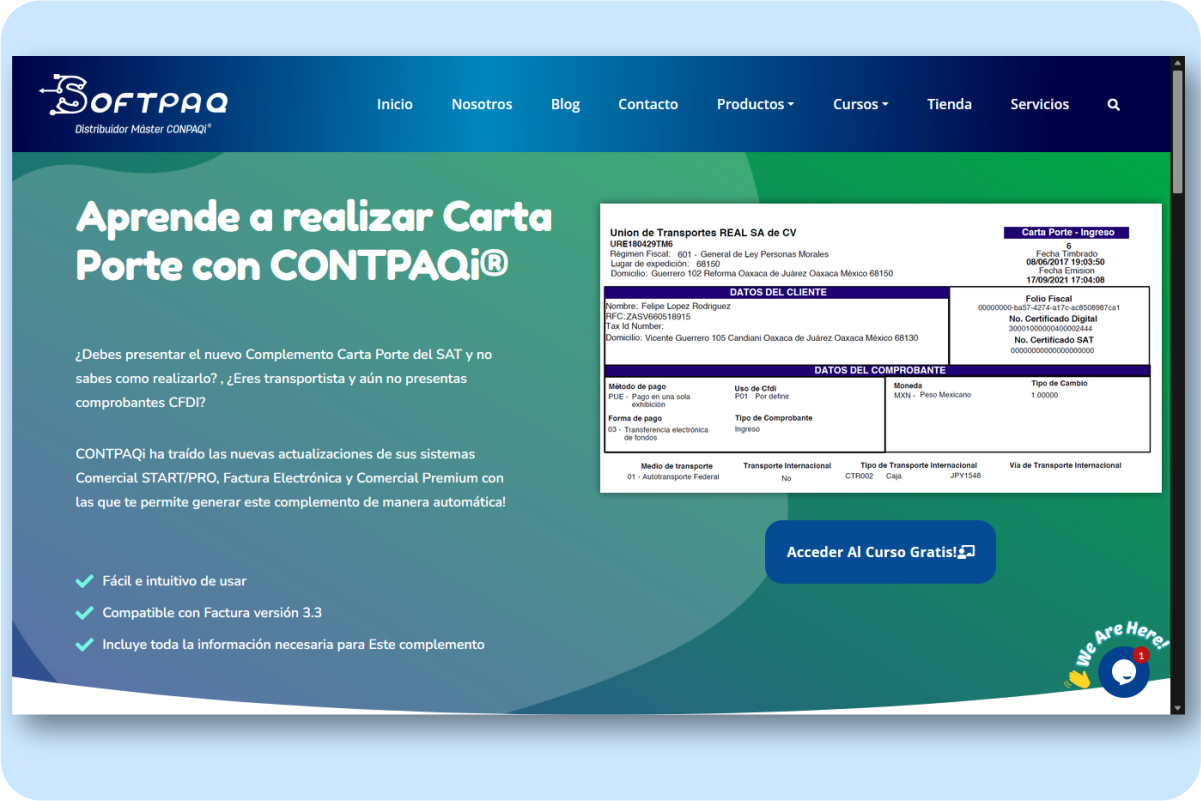 SOFTPAQ
Distribuidor Máster CONPAQi®
Inicio
Nosotros
Blog
Contacto
Productos
Cursos
Tienda
Servicios
Aprende a realizar Carta
Porte con CONTPAQi®
¿Debes presentar el nuevo Complemento Carta Porte del SAT y no
sabes como realizarlo? , ¿Eres transportista y aún no presentas
comprobantes CFDI?
CONTPAQi ha traído las nuevas actualizaciones de sus sistemas
Comercial START/PRO, Factura Electrónica y Comercial Premium con
las que te permite generar este complemento de manera automática!
Fácil e intuitivo de usar
Compatible con Factura versión 3.3
Incluye toda la información necesaria para Este complemento
Union de Transportes REAL SA de CV
URE180429TM6
Régimen Fiscal: 601 - General de Ley Personas Morales
Lugar de expedición: 68150
Domicilio: Guerrero 102 Reforma Oaxaca de Juárez Oaxaca México 68150
Carta Porte - Ingreso
6
Fecha Timbrado
08/06/2017 19:03:50
Fecha Emision
17/09/2021 17:04:08
DATOS DEL CLIENTE
Nombre: Felipe Lopez Rodriguez
RFC: ZASV660518915
Tax Id Number:
Domicilio: Vicente Guerrero 105 Candiani Oaxaca de Juárez Oaxaca México 68130
Folio Fiscal
00000000-ba57-4274-a17c-ac8508987ca1
No. Certificado Digital
30001000000400002444
No. Certificado SAT
00000000000000000000
DATOS DEL COMPROBANTE
Método de pago
PUE - Pago en una sola
exhibición
Forma de pago
03 - Transferencia electrónica
de fondos
Uso de Cfdi
P01 Por definir
Tipo de Comprobante
Ingreso
Moneda
MXN - Peso Mexicano
Tipo de Cambio
1.00000
Medio de transporte
01 - Autotransporte Federal
Transporte Internacional
No
Tipo de Transporte Internacional
CTR002 Caja JPY1548
Vía de Transporte Internacional
Acceder Al Curso Gratis!
We Are Here!
1